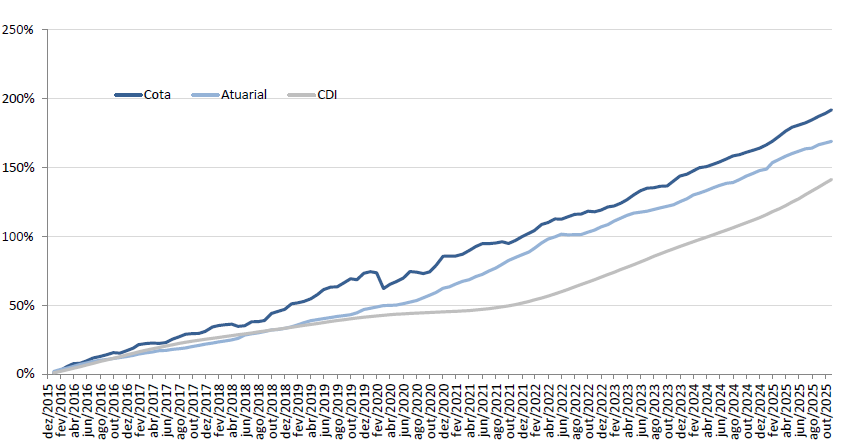 250%
200%
150%
100%
50%
0%
Cota Atuarial CDI
dez/2015
fev/2016
abr/2016
jun/2016
ago/2016
out/2016
dez/2016
fev/2017
abr/2017
jun/2017
ago/2017
out/2017
dez/2017
fev/2018
abr/2018
jun/2018
ago/2018
out/2018
dez/2018
fev/2019
abr/2019
jun/2019
ago/2019
out/2019
dez/2019
fev/2020
abr/2020
jun/2020
ago/2020
out/2020
dez/2020
fev/2021
abr/2021
jun/2021
ago/2021
out/2021
dez/2021
fev/2022
abr/2022
jun/2022
ago/2022
out/2022
dez/2022
fev/2023
abr/2023
jun/2023
ago/2023
out/2023
dez/2023
fev/2024
abr/2024
jun/2024
ago/2024
out/2024
dez/2024
fev/2025
abr/2025
jun/2025
ago/2025
out/2025